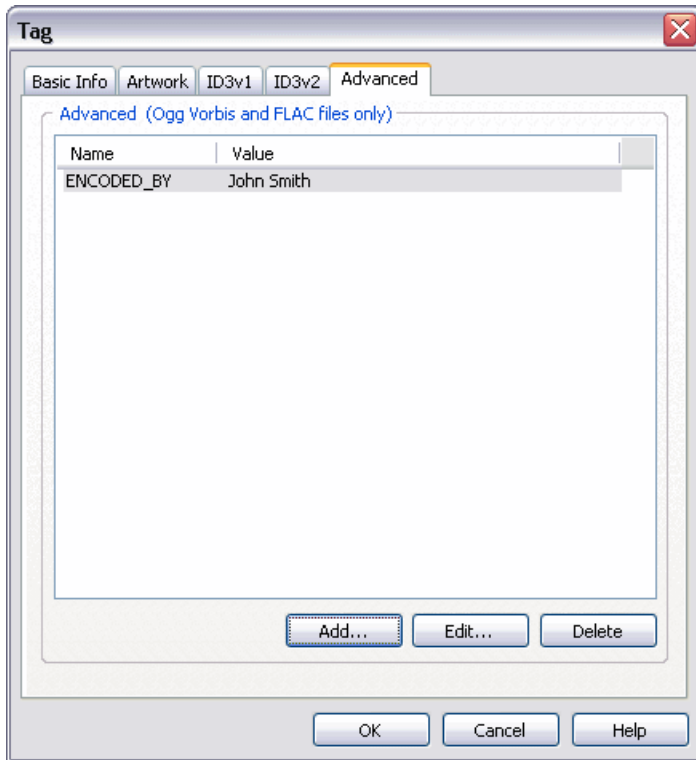 Tag
Basic Info Artwork ID3v1 ID3v2 Advanced
Advanced (Ogg Vorbis and FLAC files only)
Name Value
ENCODED_BY John Smith
Add... Edit... Delete
OK Cancel Help